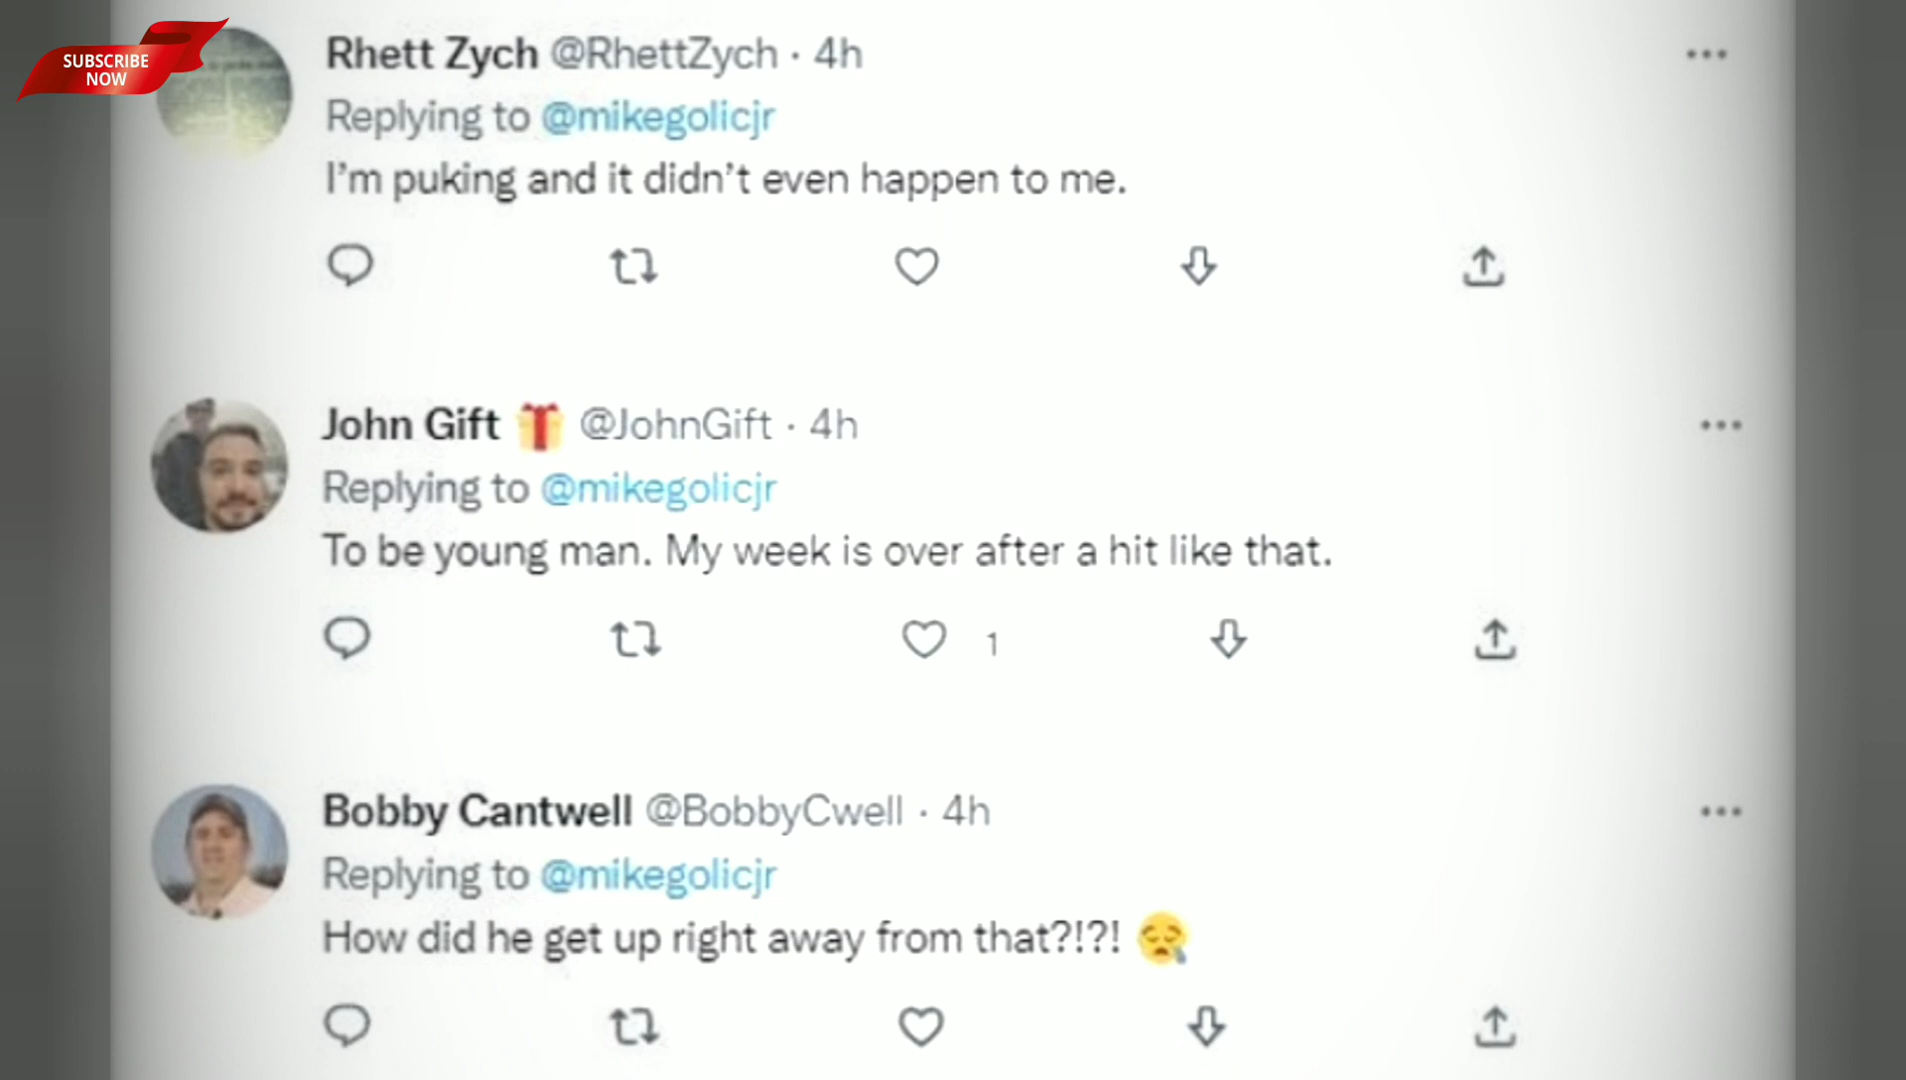 SUBSCRIBE
NOW
Rhett Zych @RhettZych · 4h
Replying to @mikegolicjr
I'm puking and it didn't even happen to me.
John Gift 🎁 @JohnGift · 4h
Replying to @mikegolicjr
To be young man. My week is over after a hit like that.
1
Bobby Cantwell @BobbyCwell · 4h
Replying to @mikegolicjr
How did he get up right away from that?!?! 😪